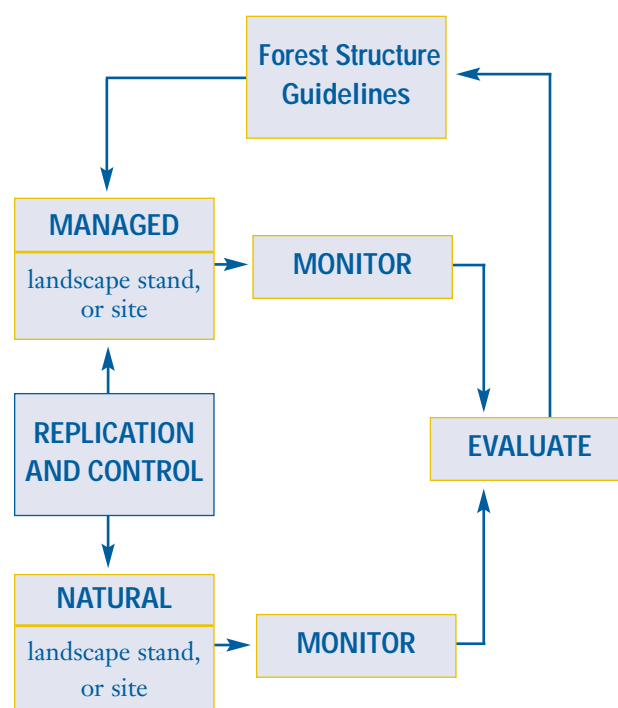 Forest Structure
Guidelines
MANAGED
landscape stand,
or site
MONITOR
REPLICATION
AND CONTROL
EVALUATE
NATURAL
landscape stand,
or site
MONITOR